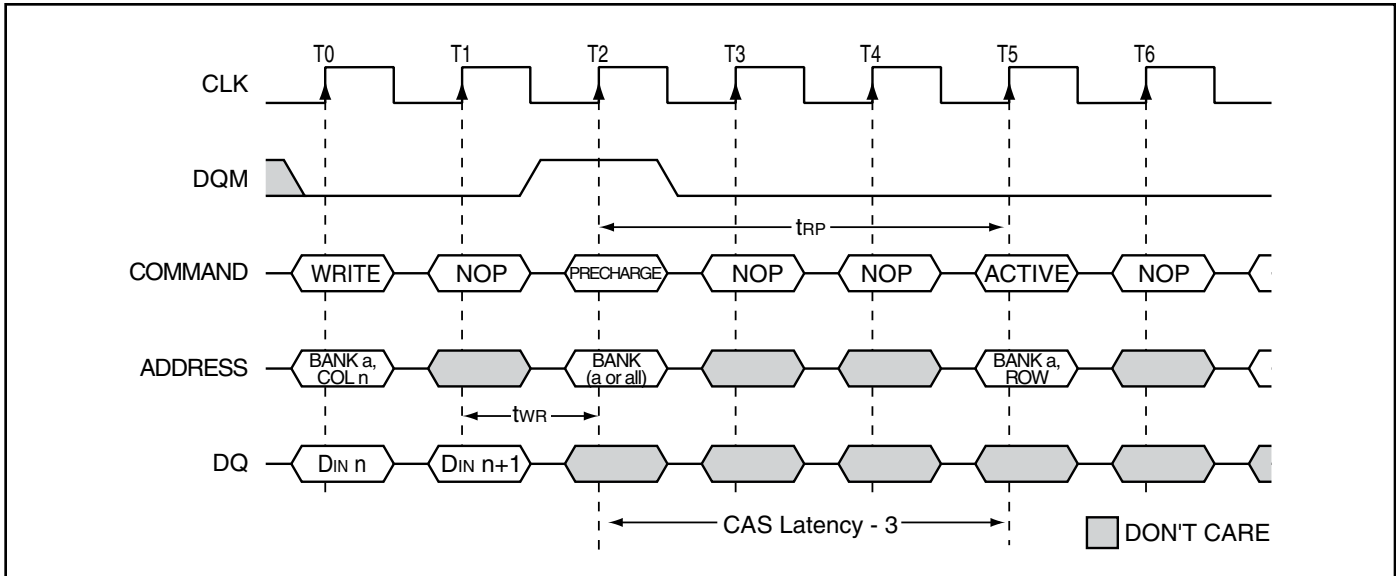 T0 T1 T2 T3 T4 T5 T6
CLK
DQM
tRP
COMMAND WRITE NOP PRECHARGE NOP NOP ACTIVE NOP
ADDRESS BANK a, COL n BANK (a or all) BANK a, ROW
tWR
DQ DIN n DIN n+1
CAS Latency - 3
DON'T CARE